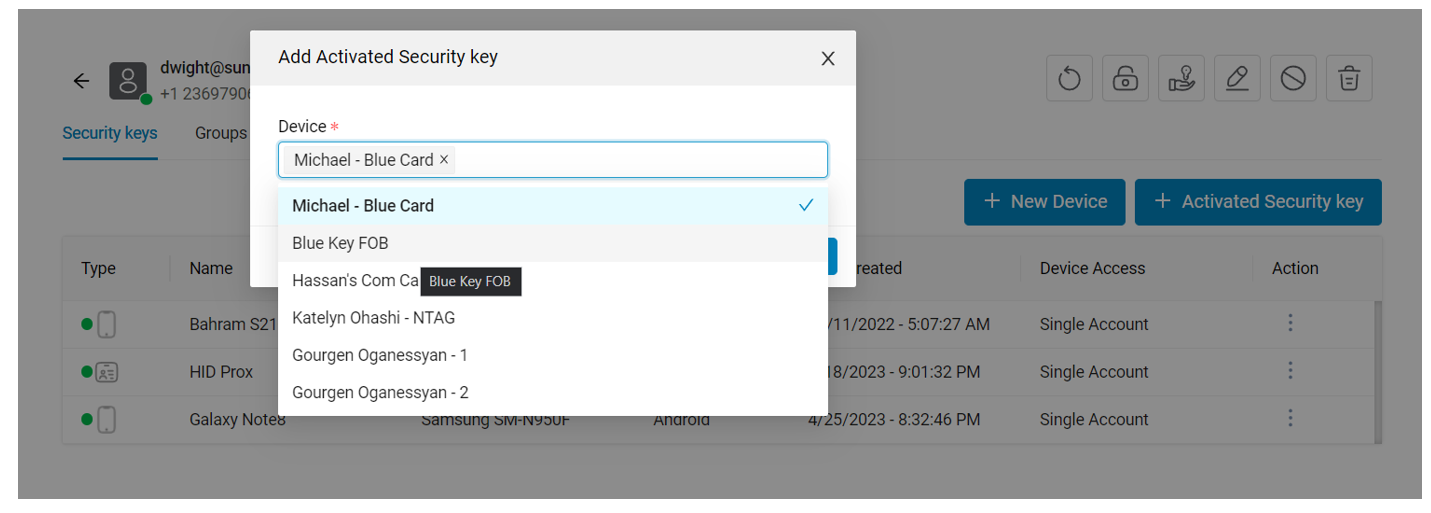 Add Activated Security key
dwight@sun
+1 2369790
Security keys Groups
Device *
Michael - Blue Card ×
Michael - Blue Card
+ New Device + Activated Security key
Blue Key FOB
Type Name reated Device Access Action
Hassan's Com Ca
Blue Key FOB
Katelyn Ohashi - NTAG
Bahram S21 /11/2022 - 5:07:27 AM Single Account
Gourgen Oganessyan - 1
HID Prox 18/2023 - 9:01:32 PM Single Account
Gourgen Oganessyan - 2
Galaxy Note8 Samsung SM-N950F Android 4/25/2023 - 8:32:46 PM Single Account